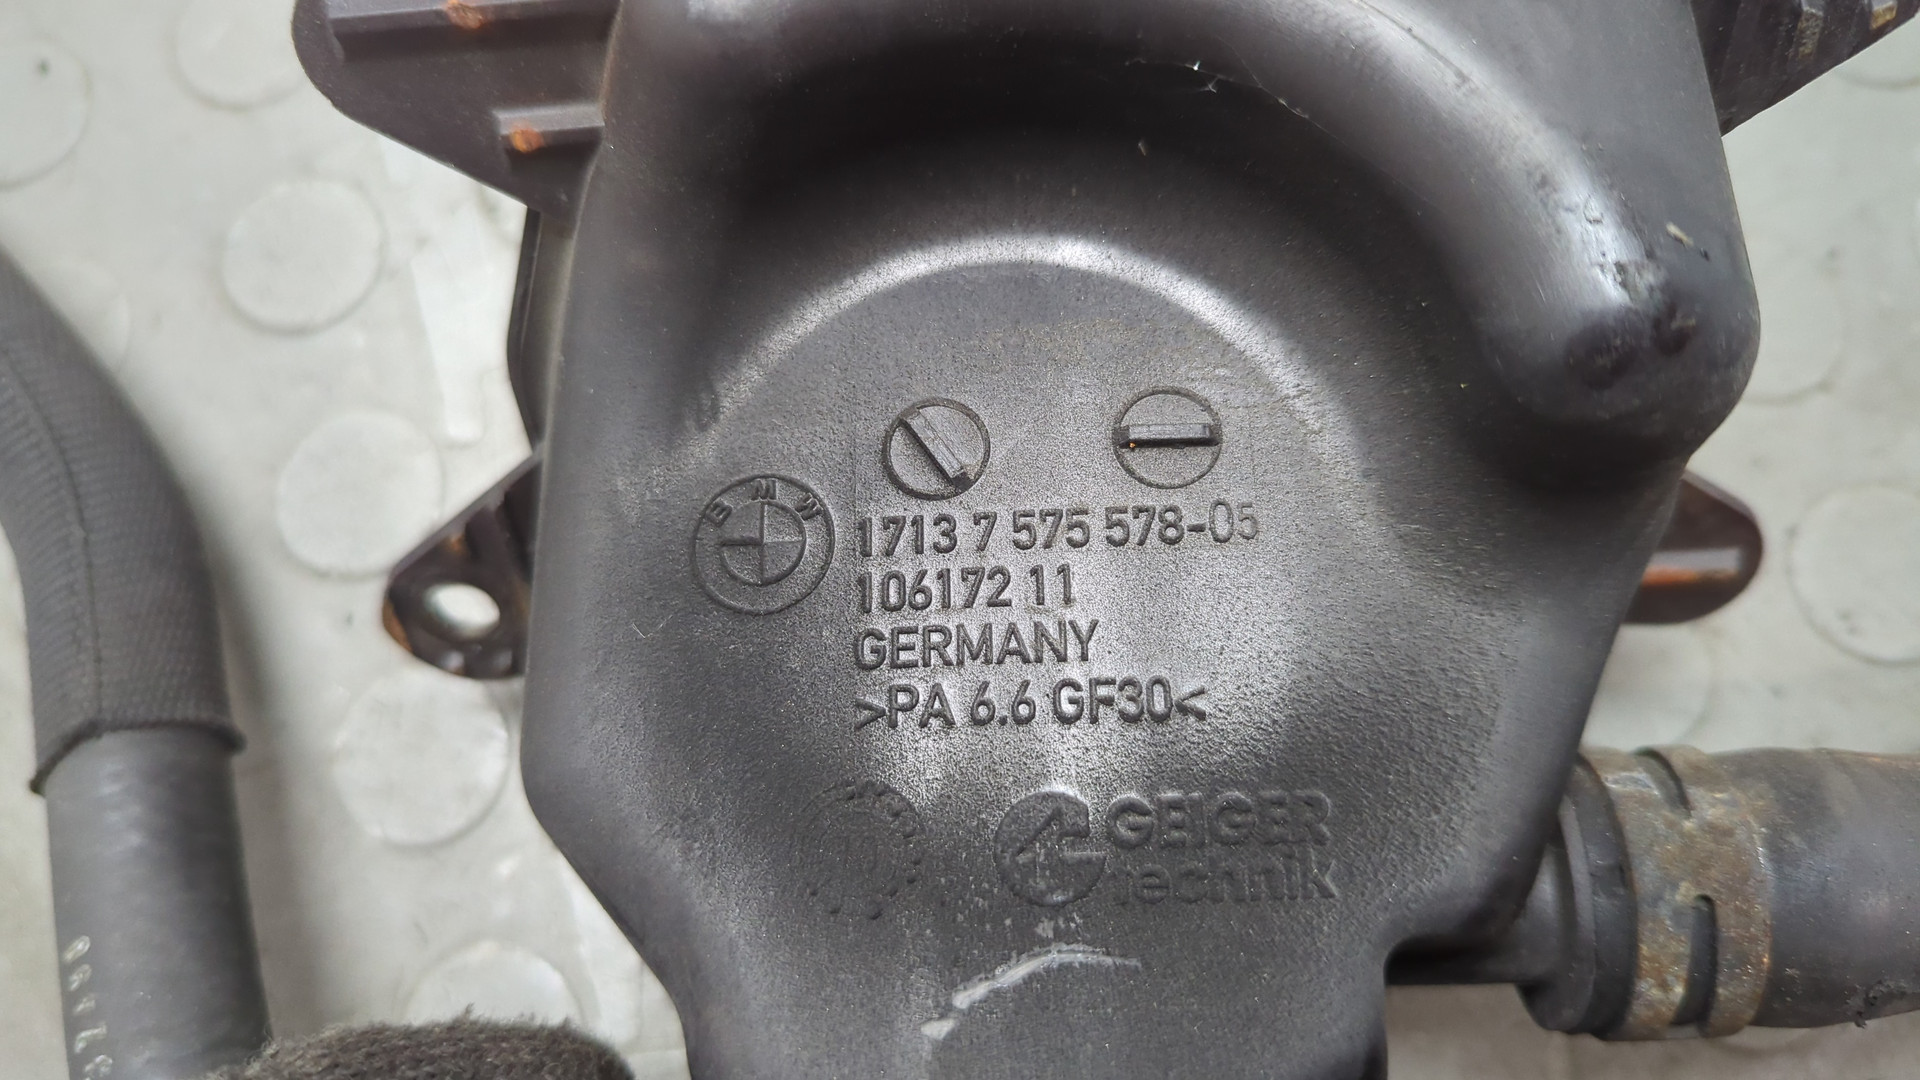 BMW
1713 7 575 578-05
106172 11
GERMANY
>PA 6.6 GF30<
GEIGER
technik